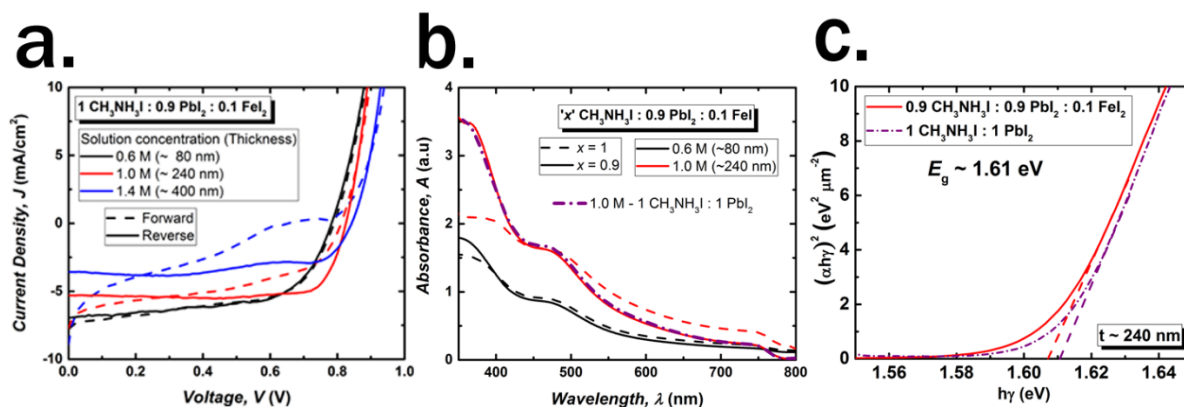 a.
1 CH₃NH₃I : 0.9 PbI₂ : 0.1 FeI₂
Solution concentration (Thickness)
0.6 M (~ 80 nm)
1.0 M (~ 240 nm)
1.4 M (~ 400 nm)
Forward
Reverse
Current Density, J (mA/cm²)
10
5
0
-5
-10
0.0 0.2 0.4 0.6 0.8 1.0
Voltage, V (V)
b.
'x' CH₃NH₃I : 0.9 PbI₂ : 0.1 FeI
x = 1
x = 0.9
0.6 M (~80 nm)
1.0 M (~240 nm)
1.0 M - 1 CH₃NH₃I : 1 PbI₂
Absorbance, A (a.u)
5
4
3
2
1
0
400 500 600 700 800
Wavelength, λ (nm)
c.
0.9 CH₃NH₃I : 0.9 PbI₂ : 0.1 FeI₂
1 CH₃NH₃I : 1 PbI₂
Eg ~ 1.61 eV
(αhγ)² (eV² μm⁻²)
10
8
6
4
2
0
t ~ 240 nm
1.56 1.58 1.60 1.62 1.64
hγ (eV)